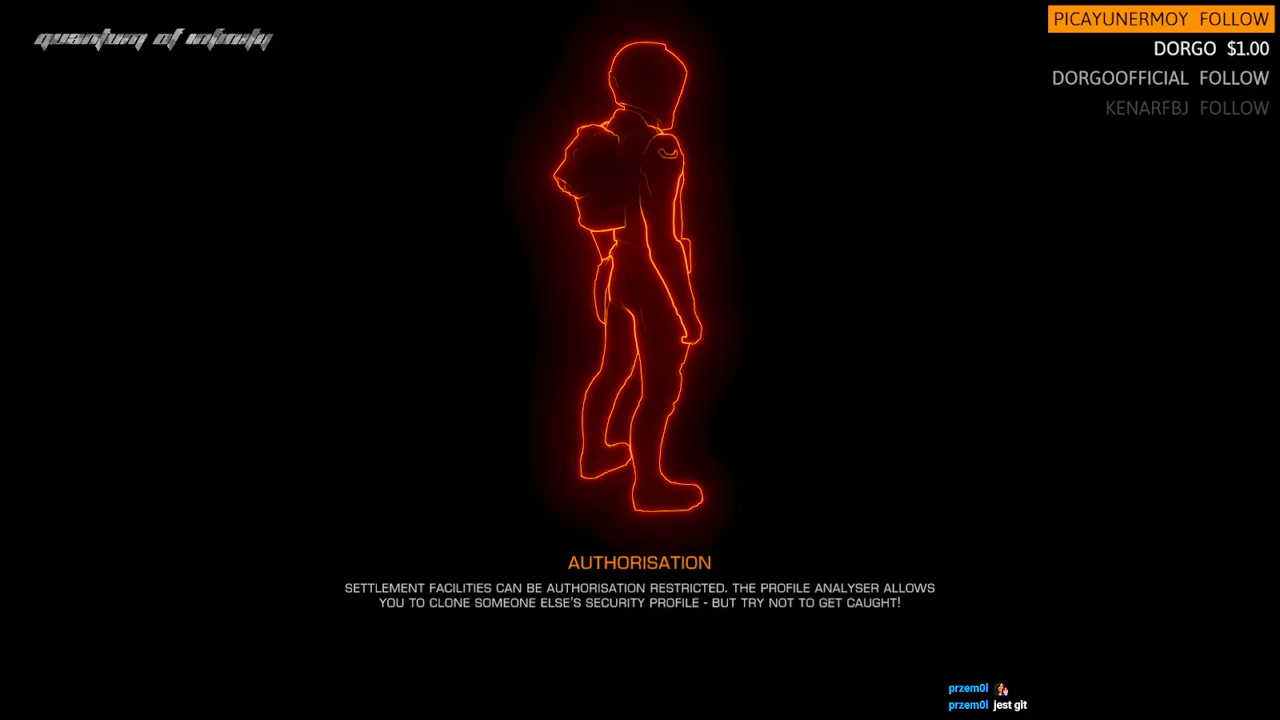 quantum of infinity
PICAYUNERMOY FOLLOW
DORGO $1.00
DORGOOFFICIAL FOLLOW
KENARFBJ FOLLOW
AUTHORISATION
SETTLEMENT FACILITIES CAN BE AUTHORISATION RESTRICTED. THE PROFILE ANALYSER ALLOWS
YOU TO CLONE SOMEONE ELSE'S SECURITY PROFILE - BUT TRY NOT TO GET CAUGHT!
przem0l
przem0l jest git